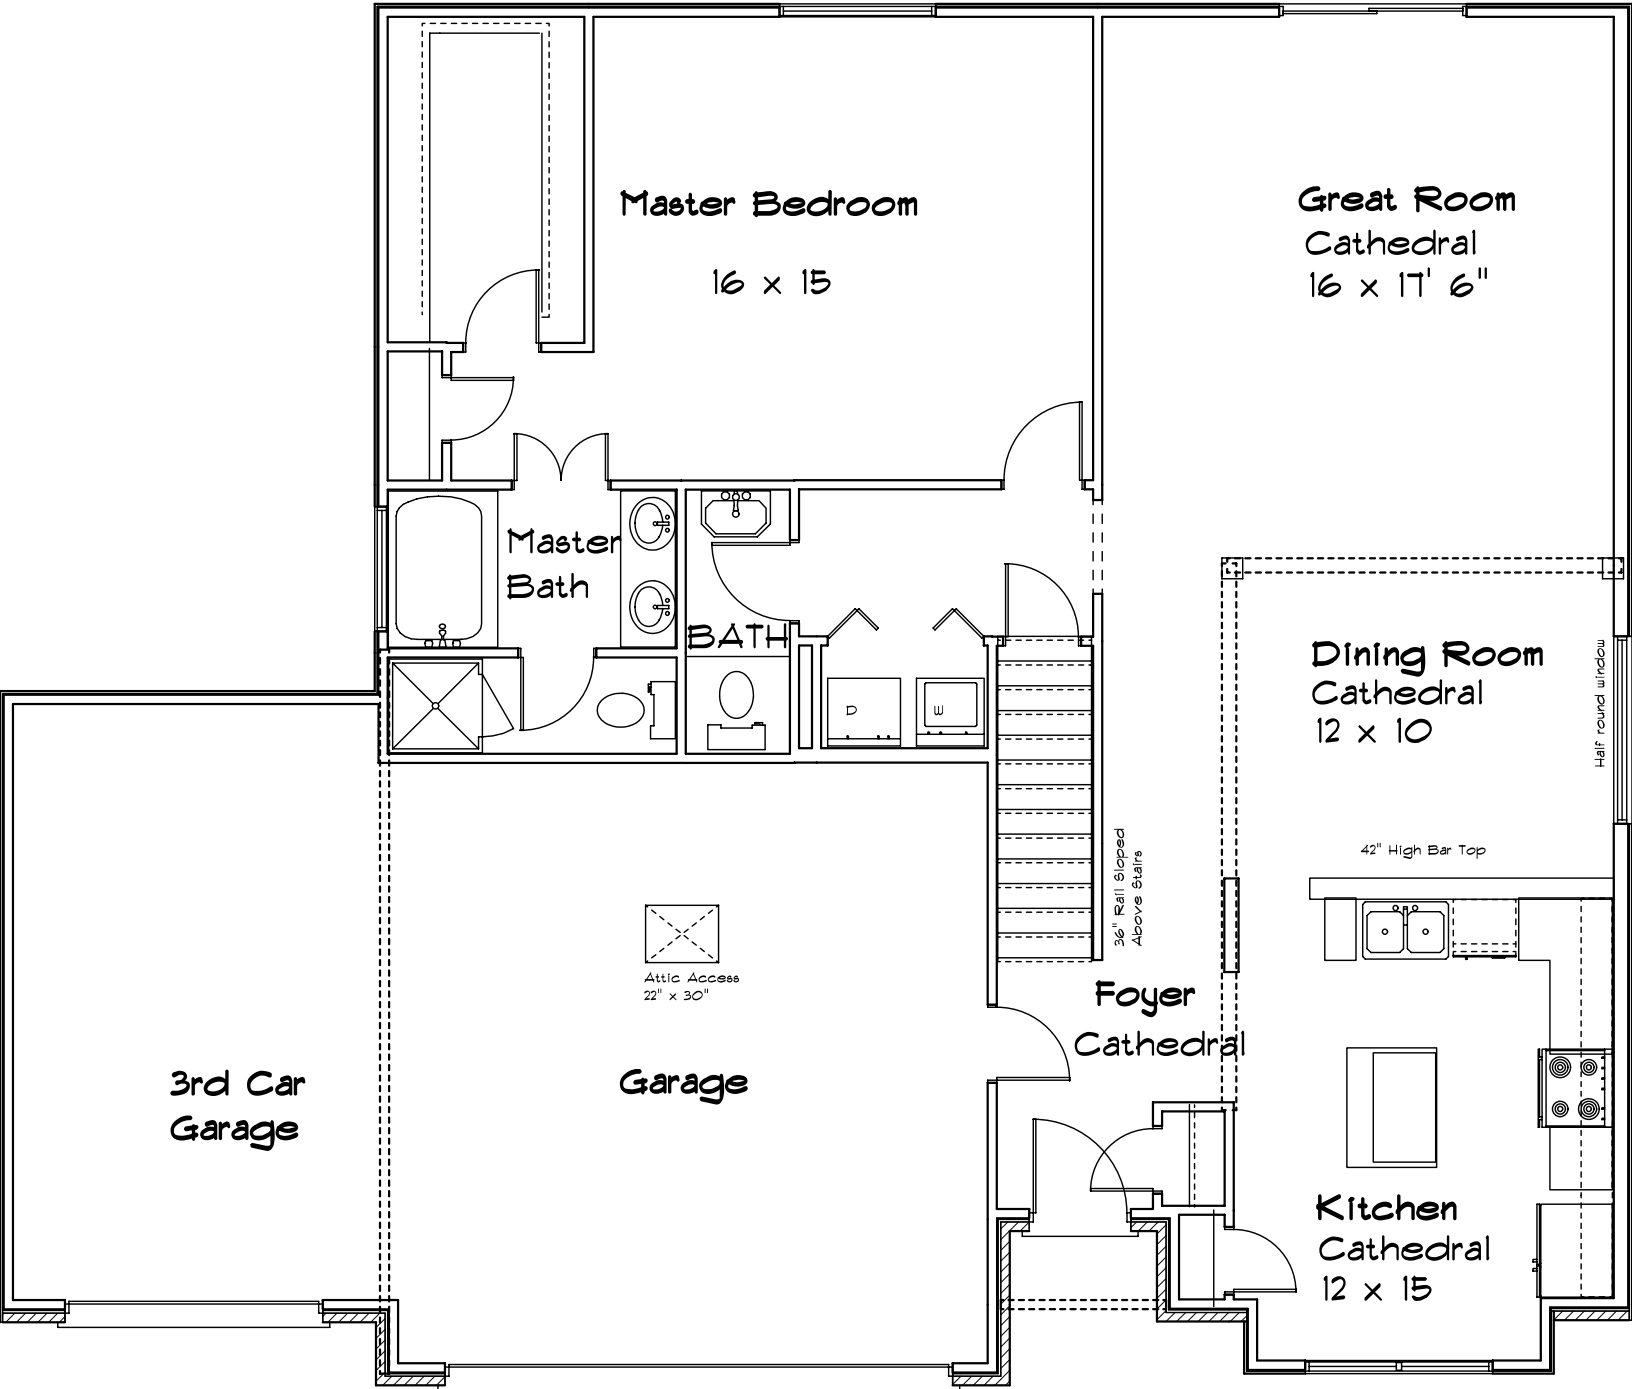 Master Bedroom
16 x 15
Great Room
Cathedral
16 x 17' 6"
Master
Bath
BATH
D
W
Dining Room
Cathedral
12 x 10
Half round window
42" High Bar Top
36" Rail Sloped
Above Stairs
Attic Access
22" x 30"
Foyer
Cathedral
3rd Car
Garage
Garage
Kitchen
Cathedral
12 x 15